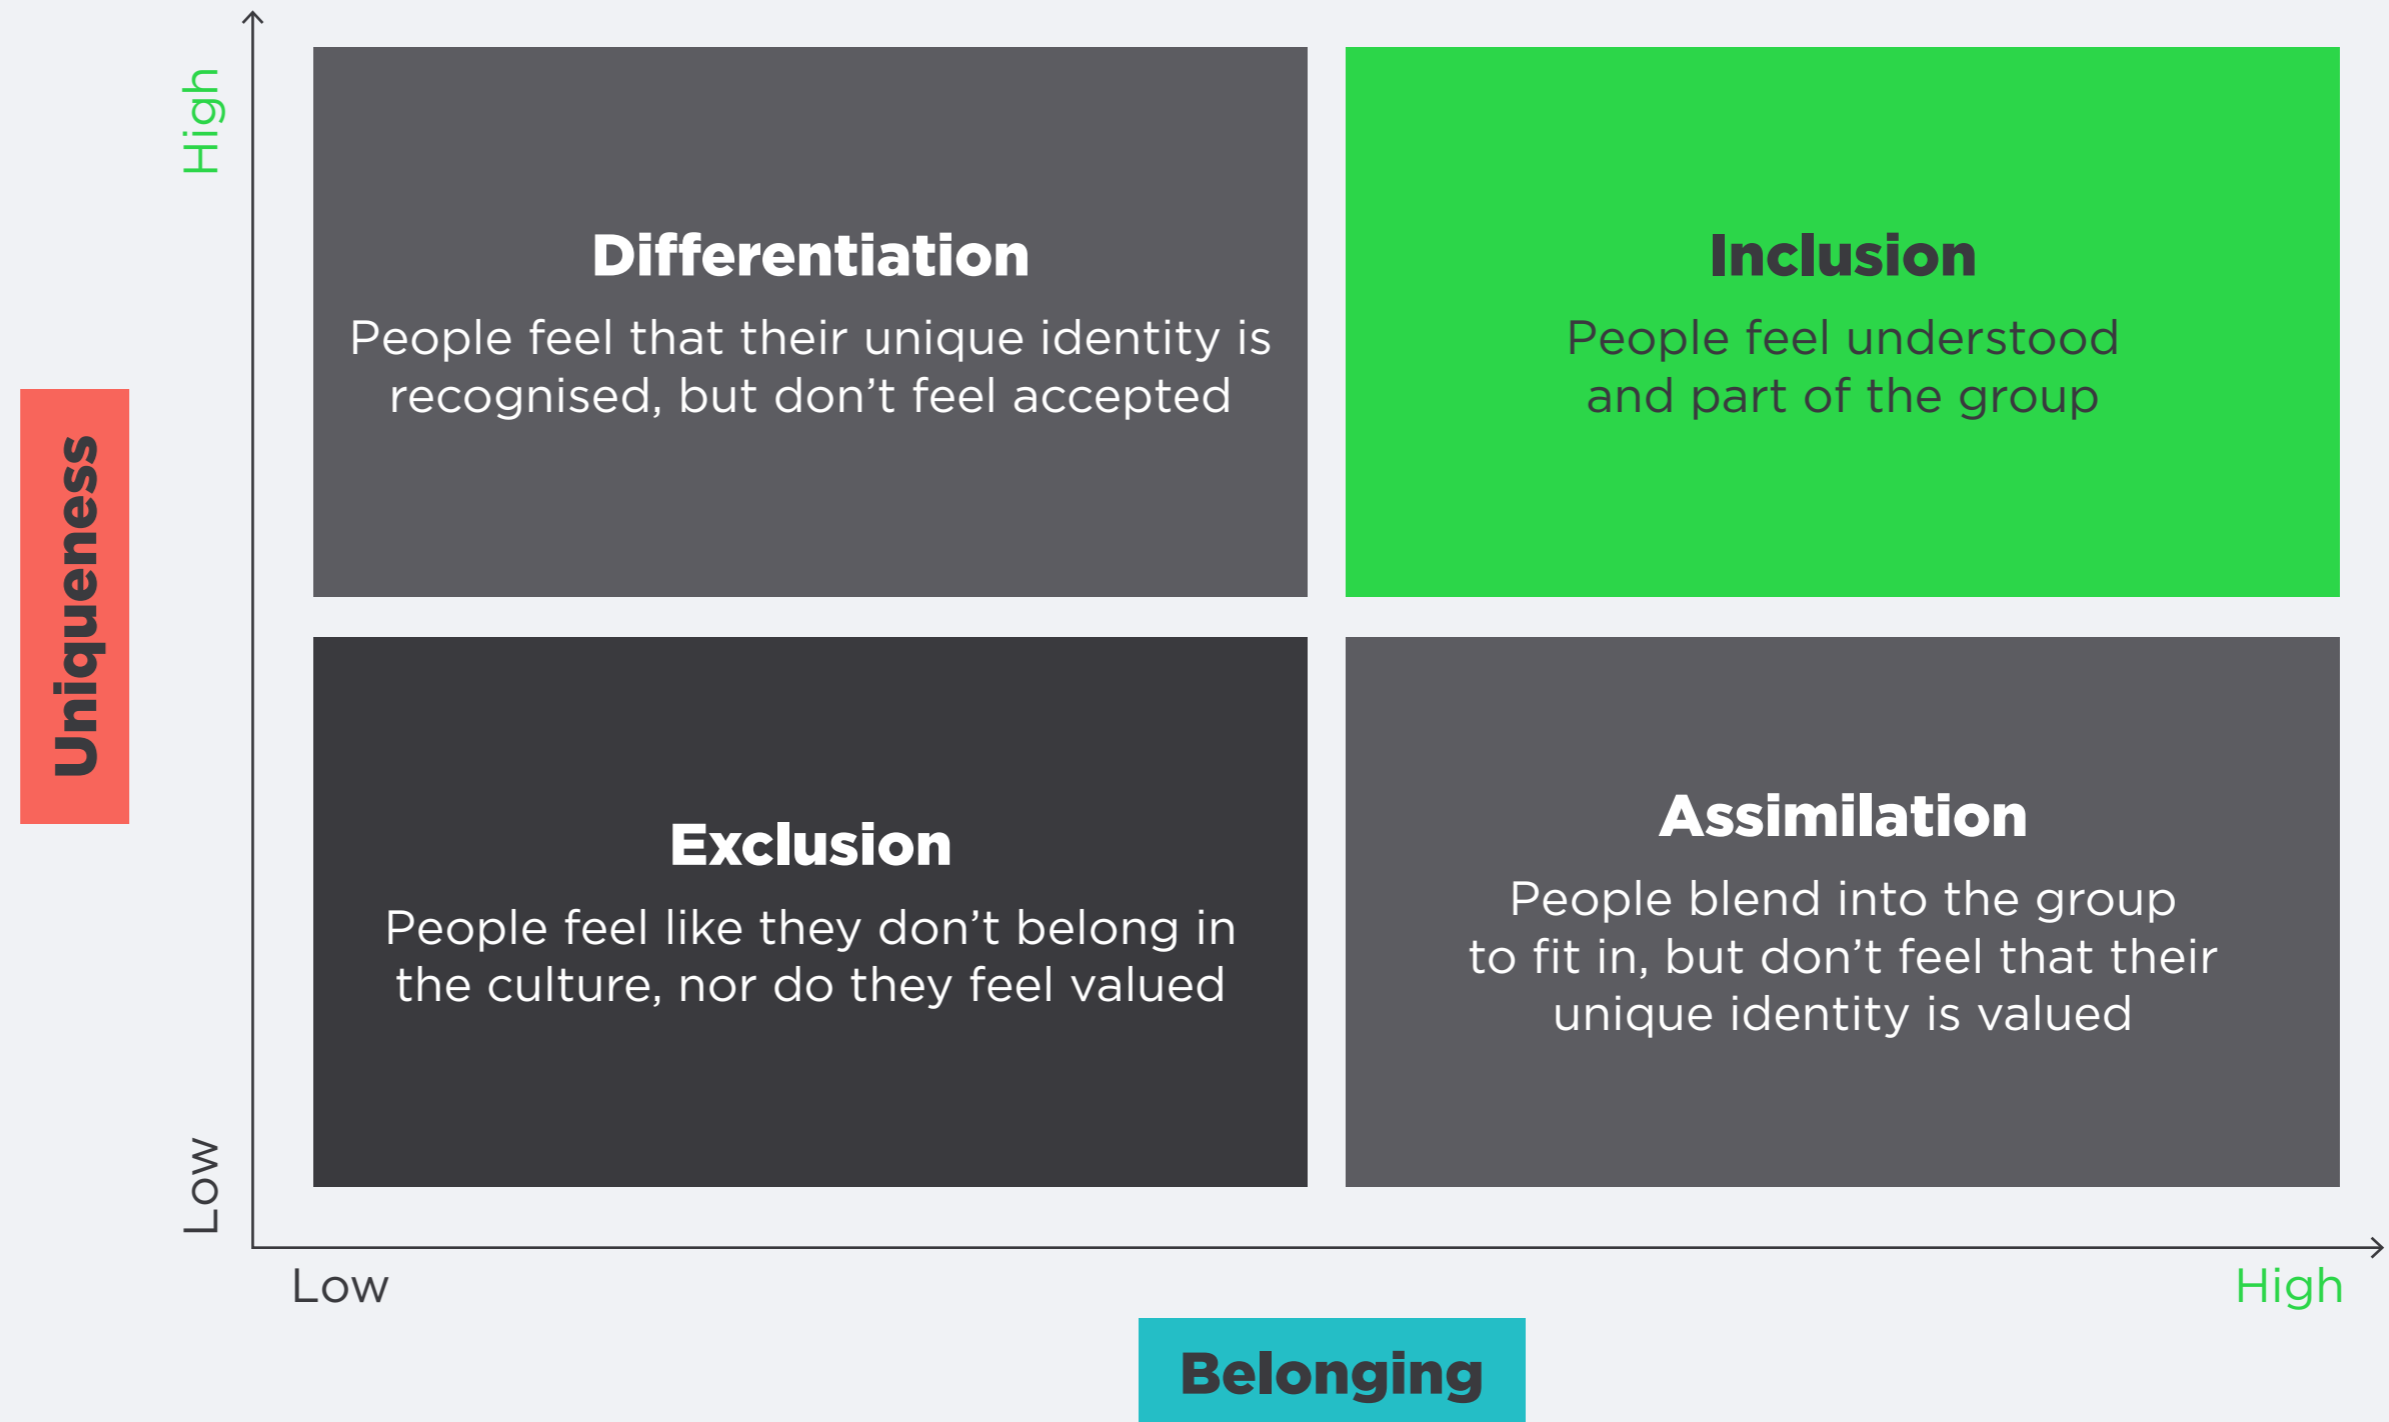 High
Differentiation
People feel that their unique identity is
recognised, but don’t feel accepted
Inclusion
People feel understood
and part of the group
Uniqueness
Exclusion
People feel like they don’t belong in
the culture, nor do they feel valued
Assimilation
People blend into the group
to fit in, but don’t feel that their
unique identity is valued
Low
Low
High
Belonging